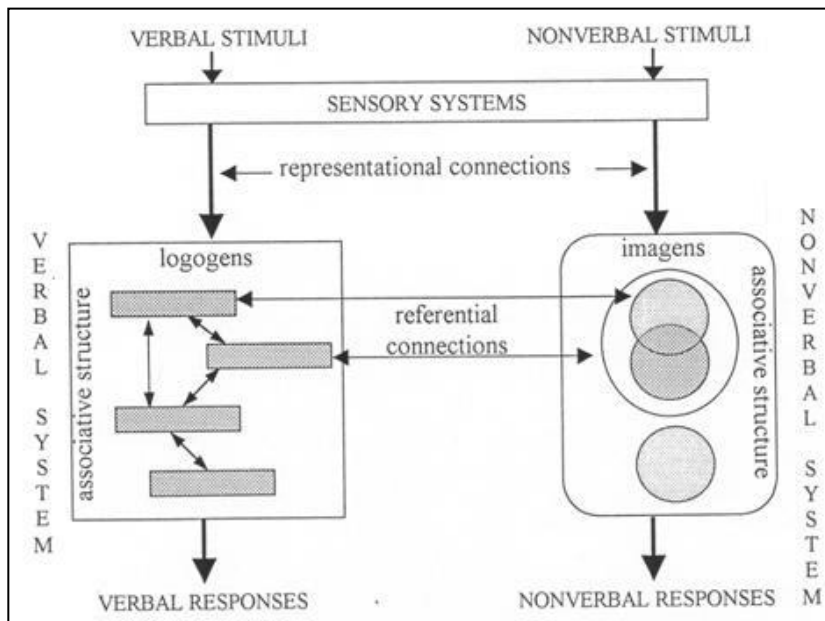 VERBAL STIMULI
NONVERBAL STIMULI
SENSORY SYSTEMS
representational connections
VERBAL SYSTEM
associative structure
logogens
referential
connections
imagens
associative structure
NONVERBAL SYSTEM
VERBAL RESPONSES
NONVERBAL RESPONSES